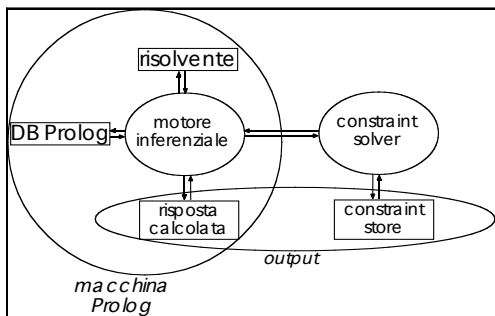 risolvente
DB Prolog
motore
inferenziale
constraint
solver
risposta
calcolata
constraint
store
output
macchina
Prolog